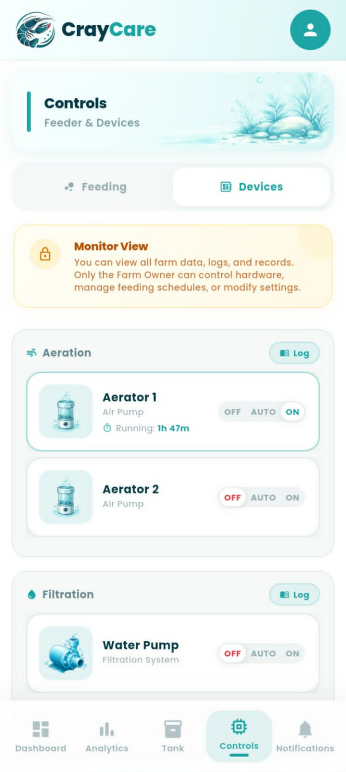 CrayCare
Controls
Feeder & Devices
Feeding
Devices
Monitor View
You can view all farm data, logs, and records.
Only the Farm Owner can control hardware,
manage feeding schedules, or modify settings.
Aeration
Log
Aerator 1
Air Pump
Running: 1h 47m
OFF AUTO ON
Aerator 2
Air Pump
OFF AUTO ON
Filtration
Log
Water Pump
Filtration System
OFF AUTO ON
Dashboard
Analytics
Tank
Controls
Notifications